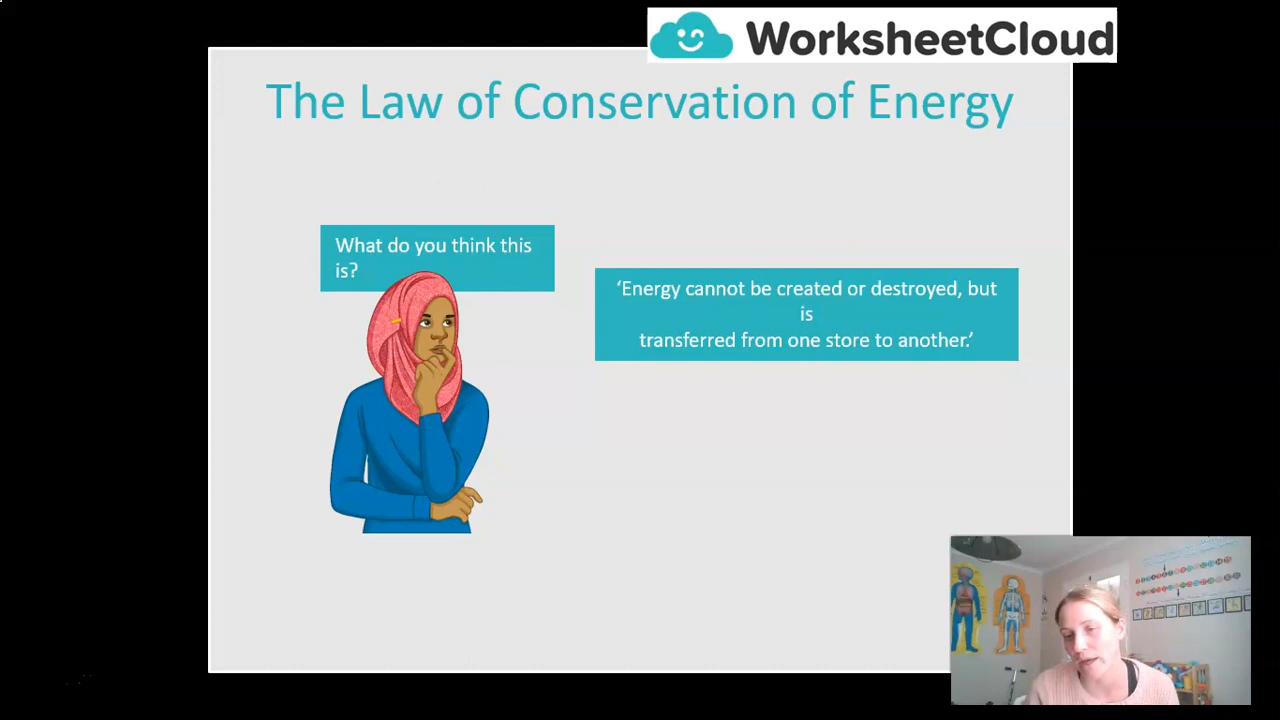 WorksheetCloud
The Law of Conservation of Energy
What do you think this
is?
‘Energy cannot be created or destroyed, but
is
transferred from one store to another.’